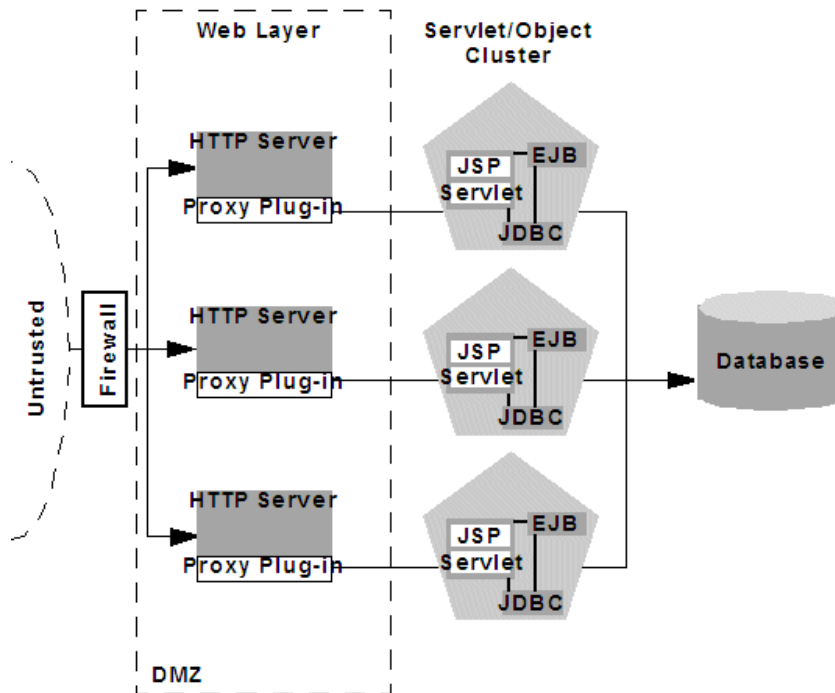 Web Layer
Servlet/Object
Cluster
HTTP Server
Proxy Plug-in
JSP
Servlet
EJB
JDBC
Untrusted
Firewall
HTTP Server
Proxy Plug-in
JSP
Servlet
EJB
JDBC
Database
HTTP Server
Proxy Plug-in
JSP
Servlet
EJB
JDBC
DMZ